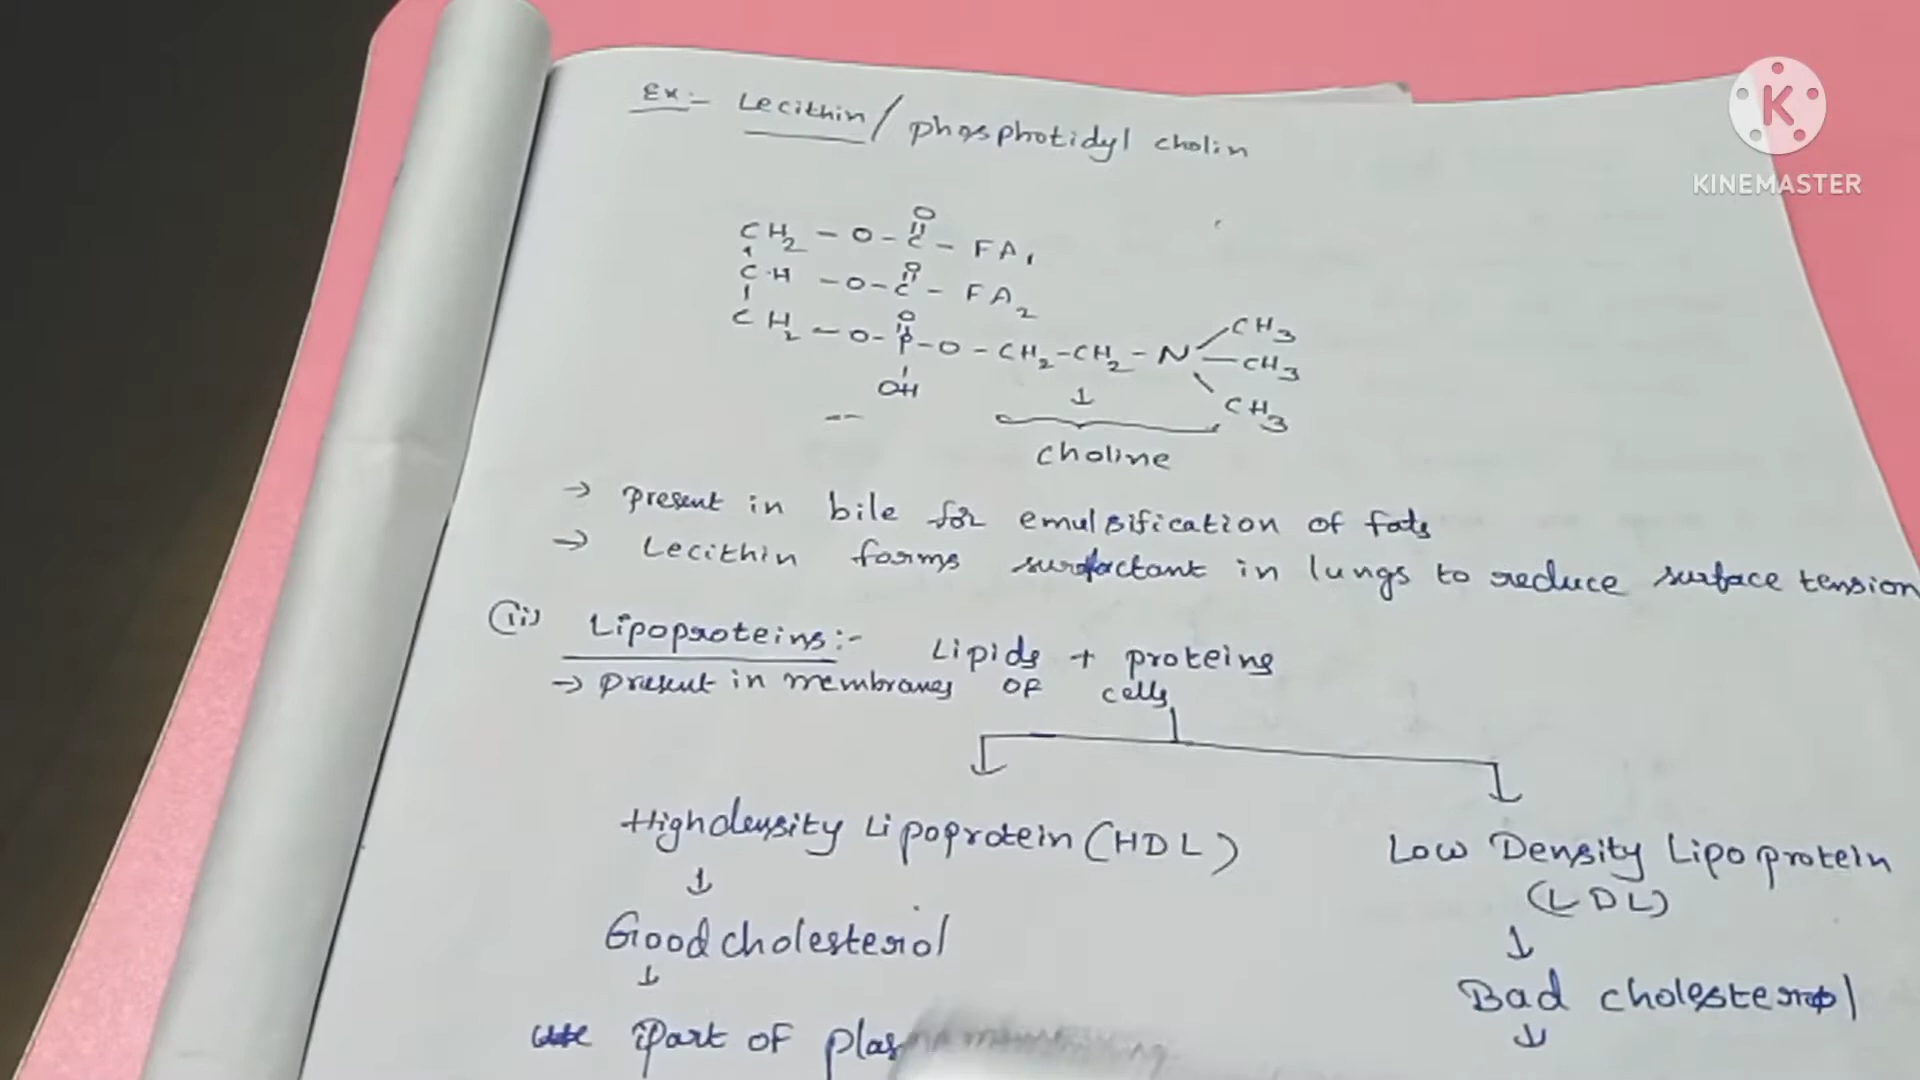 Ex:- Lecithin / phosphotidyl cholin
KINEMASTER
CH2 - O - C - FA1
O
CH - O - C - FA2
O
CH2 - O - P - O - CH2 - CH2 - N
O
OH
CH3
CH3
CH3
choline
→ present in bile for emulsification of fats
→ Lecithin forms surfactant in lungs to reduce surface tension
(ii) Lipoproteins:- Lipids + proteins
→ present in membranes OF cells
High density Lipoprotein (HDL)
Low Density Lipoprotein
(LDL)
↓
Good cholesterol
↓
Bad cholesterol
Part OF